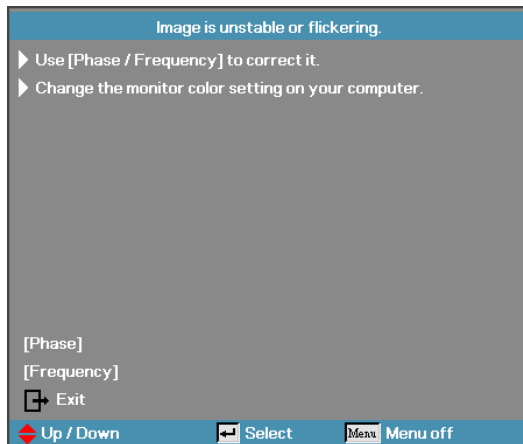 Image is unstable or flickering.
Use [Phase / Frequency] to correct it.
Change the monitor color setting on your computer.
[Phase]
[Frequency]
Exit
Up / Down Select Menu Menu off